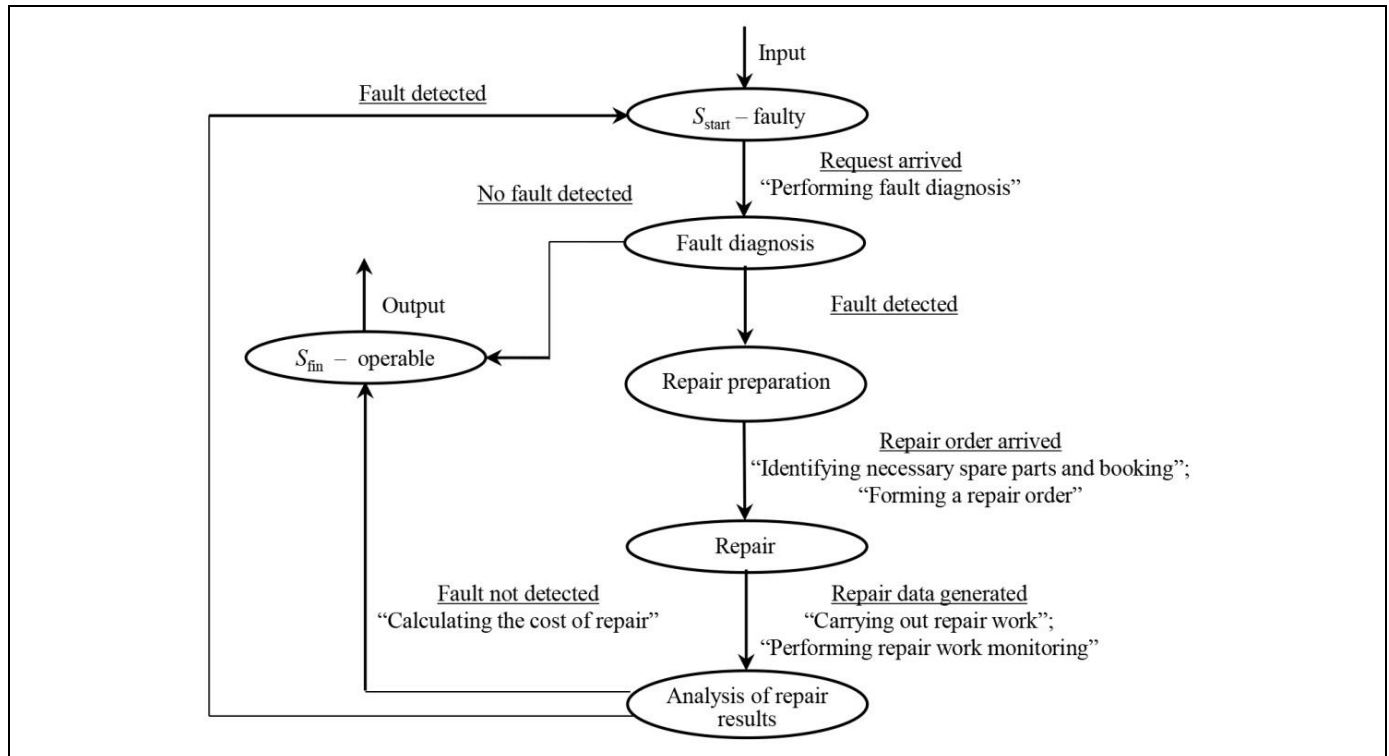 Input
Fault detected
Sstart – faulty
Request arrived
“Performing fault diagnosis”
No fault detected
Fault diagnosis
Output
Fault detected
Sfin – operable
Repair preparation
Repair order arrived
“Identifying necessary spare parts and booking”;
“Forming a repair order”
Repair
Fault not detected
“Calculating the cost of repair”
Repair data generated
“Carrying out repair work”;
“Performing repair work monitoring”
Analysis of repair
results